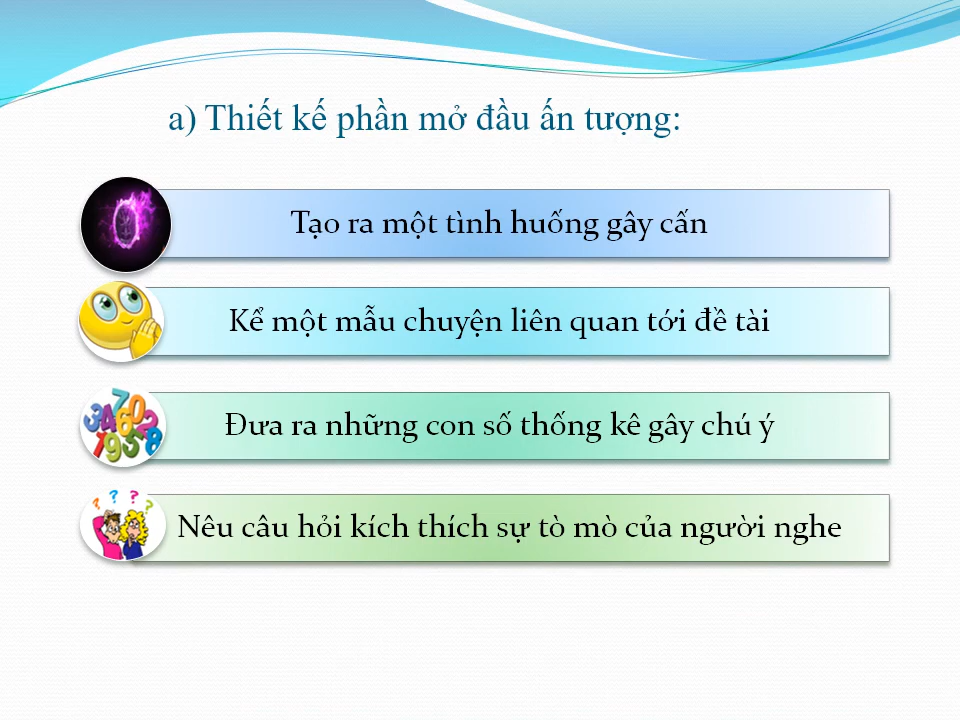 a) Thiết kế phần mở đầu ấn tượng:
Tạo ra một tình huống gây cấn
Kể một mẫu chuyện liên quan tới đề tài
Đưa ra những con số thống kê gây chú ý
Nêu câu hỏi kích thích sự tò mò của người nghe